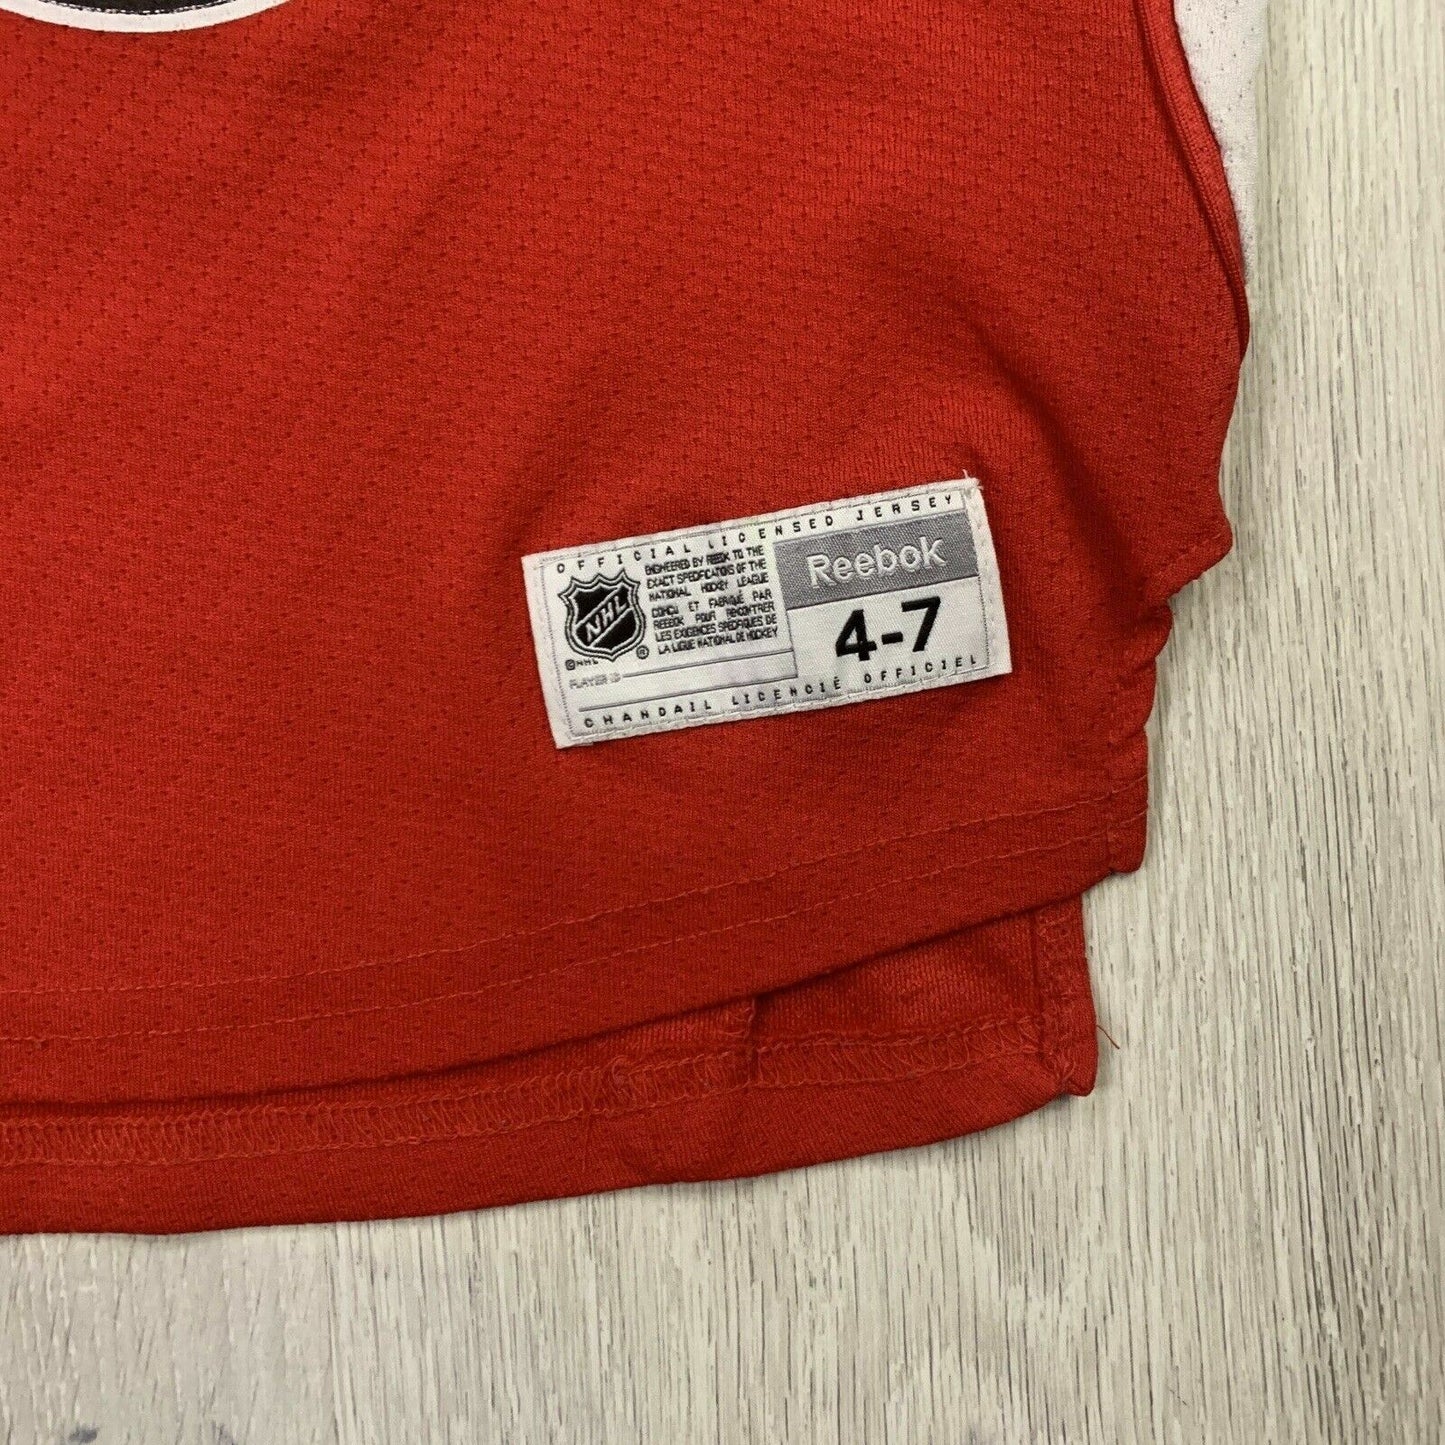 OFFICIAL LICENSED JERSEY
ENGINEERED BY REEBOK TO THE
EXACT SPECIFICATIONS OF THE
NATIONAL HOCKEY LEAGUE
CONÇU ET FABRIQUÉ PAR
REEBOK POUR RENCONTRER
LES EXIGENCES SPÉCIFIQUES DE
LA LIGUE NATIONAL DE HOCKEY
NHL
©NHL ®
PLAYER ID
Reebok
4-7
CHANDAIL LICENCIÉ OFFICIEL